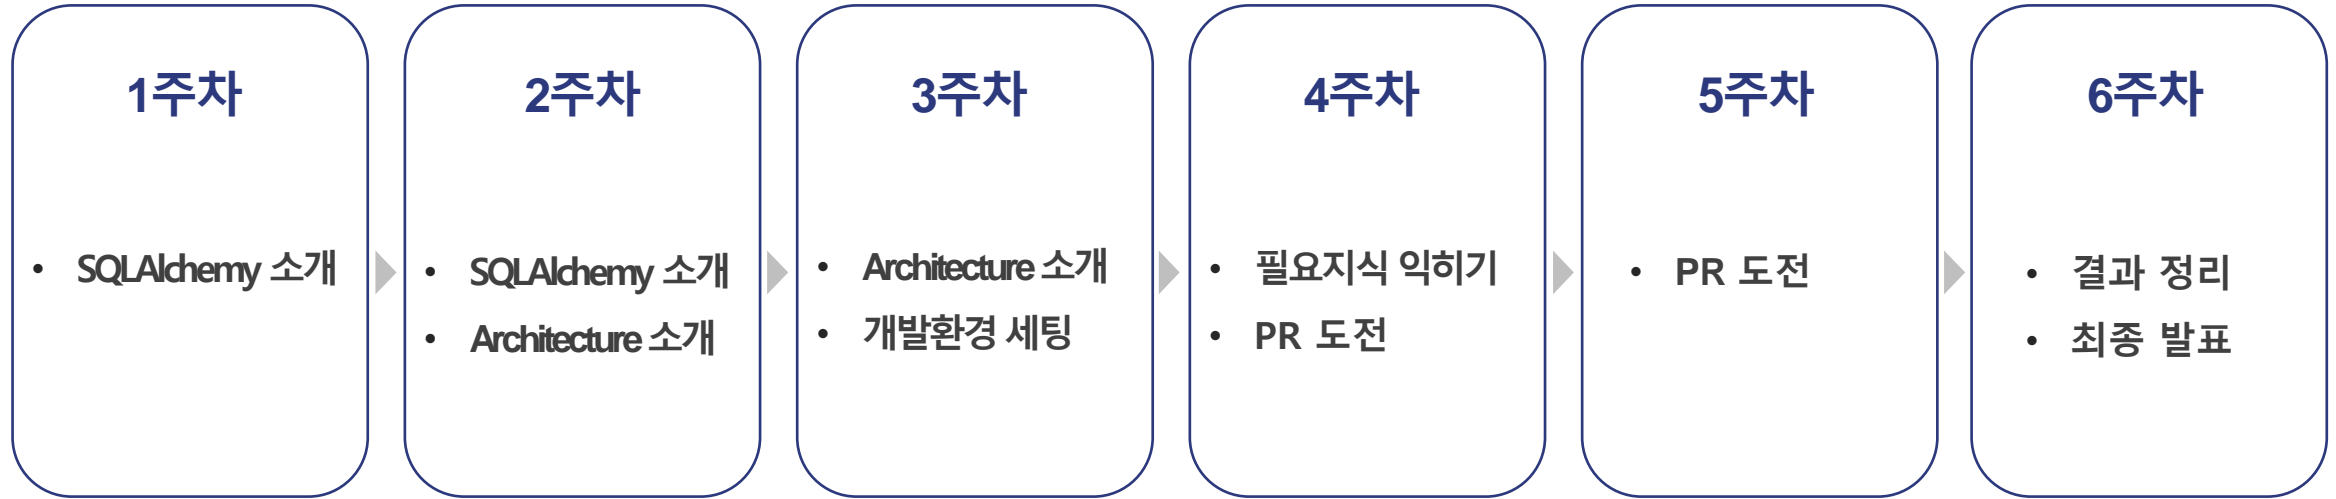 1주차
• SQLAlchemy 소개
2주차
• SQLAlchemy 소개
• Architecture 소개
3주차
• Architecture 소개
• 개발환경 세팅
4주차
• 필요지식 익히기
• PR 도전
5주차
• PR 도전
6주차
• 결과 정리
• 최종 발표